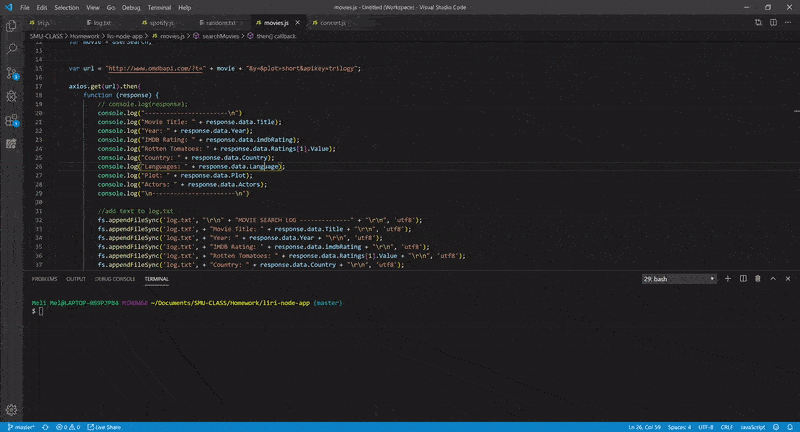 File Edit Selection View Go Debug Terminal Help
movies.js - Untitled (Workspace) - Visual Studio Code
liri.js log.txt spotify.js random.txt movies.js concert.js
SMU-CLASS > Homework > liri-node-app > movies.js > searchMovies > then() callback
12 var movie = userSearch;
13
14
15 var url = "http://www.omdbapi.com/?t=" + movie + "&y=&plot=short&apikey=trilogy";
16
17 axios.get(url).then(
18 function (response) {
19 // console.log(response);
20 console.log("-----------------------\n")
21 console.log("Movie Title: " + response.data.Title);
22 console.log("Year: " + response.data.Year);
23 console.log("IMDB Rating: " + response.data.imdbRating);
24 console.log("Rotten Tomatoes: " + response.data.Ratings[1].Value);
25 console.log("Country: " + response.data.Country);
26 console.log("Languages: " + response.data.Language);
27 console.log("Plot: " + response.data.Plot);
28 console.log("Actors: " + response.data.Actors);
29 console.log("\n-----------------------\n")
30
31 //add text to log.txt
32 fs.appendFileSync('log.txt', "\r\n" + "MOVIE SEARCH LOG --------------" + "\r\n", 'utf8');
33 fs.appendFileSync('log.txt', + "Movie Title: " + response.data.Title + "\r\n", 'utf8');
34 fs.appendFileSync('log.txt', + "Year: " + response.data.Year + "\r\n", 'utf8');
35 fs.appendFileSync('log.txt', + "IMDB Rating: " + response.data.imdbRating + "\r\n", 'utf8');
36 fs.appendFileSync('log.txt', + "Rotten Tomatoes: " + response.data.Ratings[1].Value + "\r\n", 'utf8');
37 fs.appendFileSync('log.txt', + "Country: " + response.data.Country + "\r\n", 'utf8');
PROBLEMS OUTPUT DEBUG CONSOLE TERMINAL
29: bash
Meli Mel@LAPTOP-0B9P2PDA MINGW64 ~/Documents/SMU-CLASS/Homework/liri-node-app (master)
$
master* 0 0 Live Share
Ln 26, Col 59 Spaces: 4 UTF-8 CRLF JavaScript